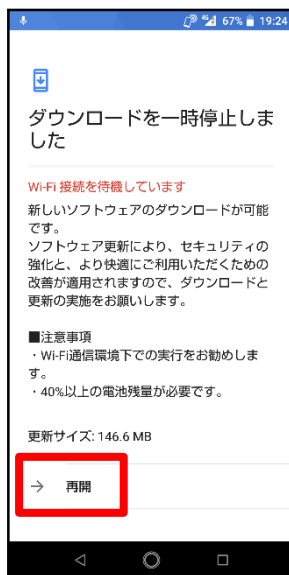 4G 67% 19:24
ダウンロードを一時停止しま
した
Wi-Fi 接続を待機しています
新しいソフトウェアのダウンロードが可能
です。
ソフトウェア更新により、セキュリティの
強化と、より快適にご利用いただくための
改善が適用されますので、ダウンロードと
更新の実施をお願いします。
■注意事項
・Wi-Fi通信環境下での実行をお勧めしま
す。
・40%以上の電池残量が必要です。
更新サイズ: 146.6 MB
→ 再開